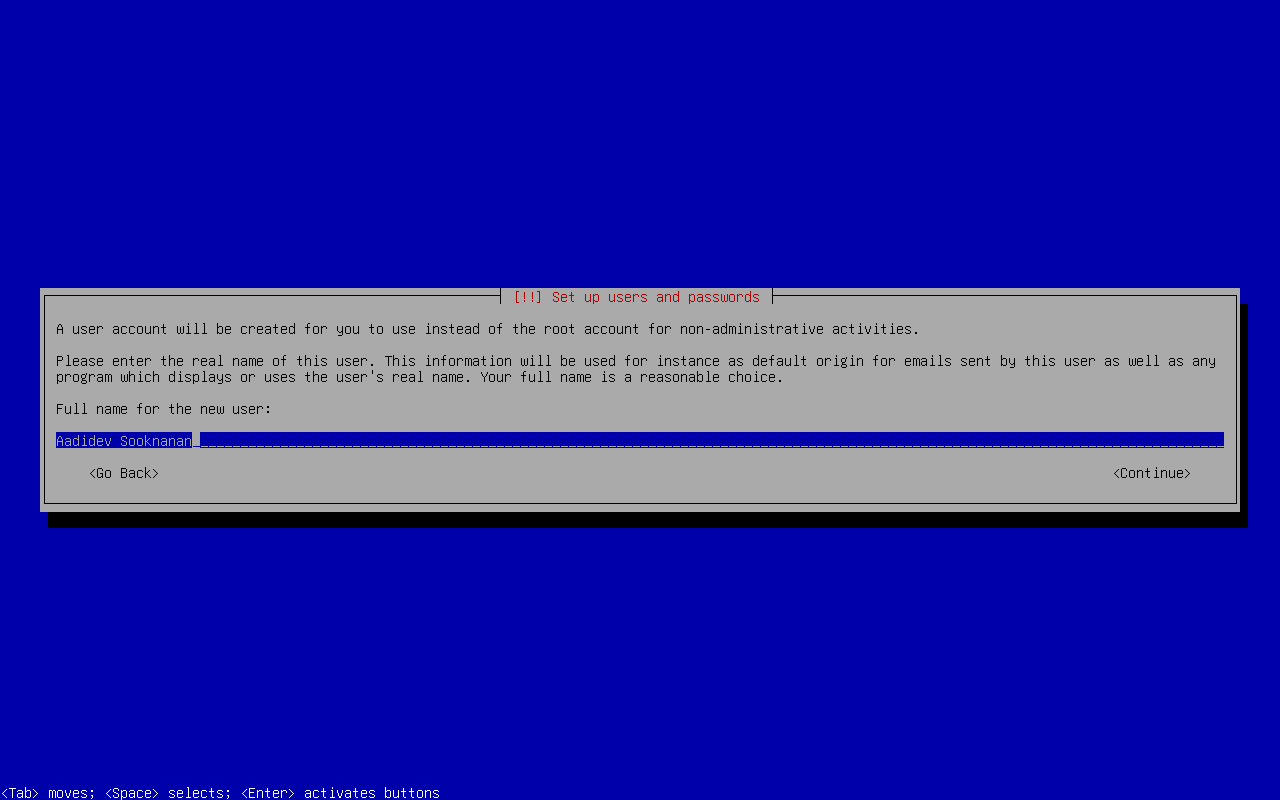 [!!] Set up users and passwords
A user account will be created for you to use instead of the root account for non-administrative activities.
Please enter the real name of this user. This information will be used for instance as default origin for emails sent by this user as well as any
program which displays or uses the user's real name. Your full name is a reasonable choice.
Full name for the new user:
Aadidev Sooknanan
<Go Back> <Continue>
<Tab> moves; <Space> selects; <Enter> activates buttons